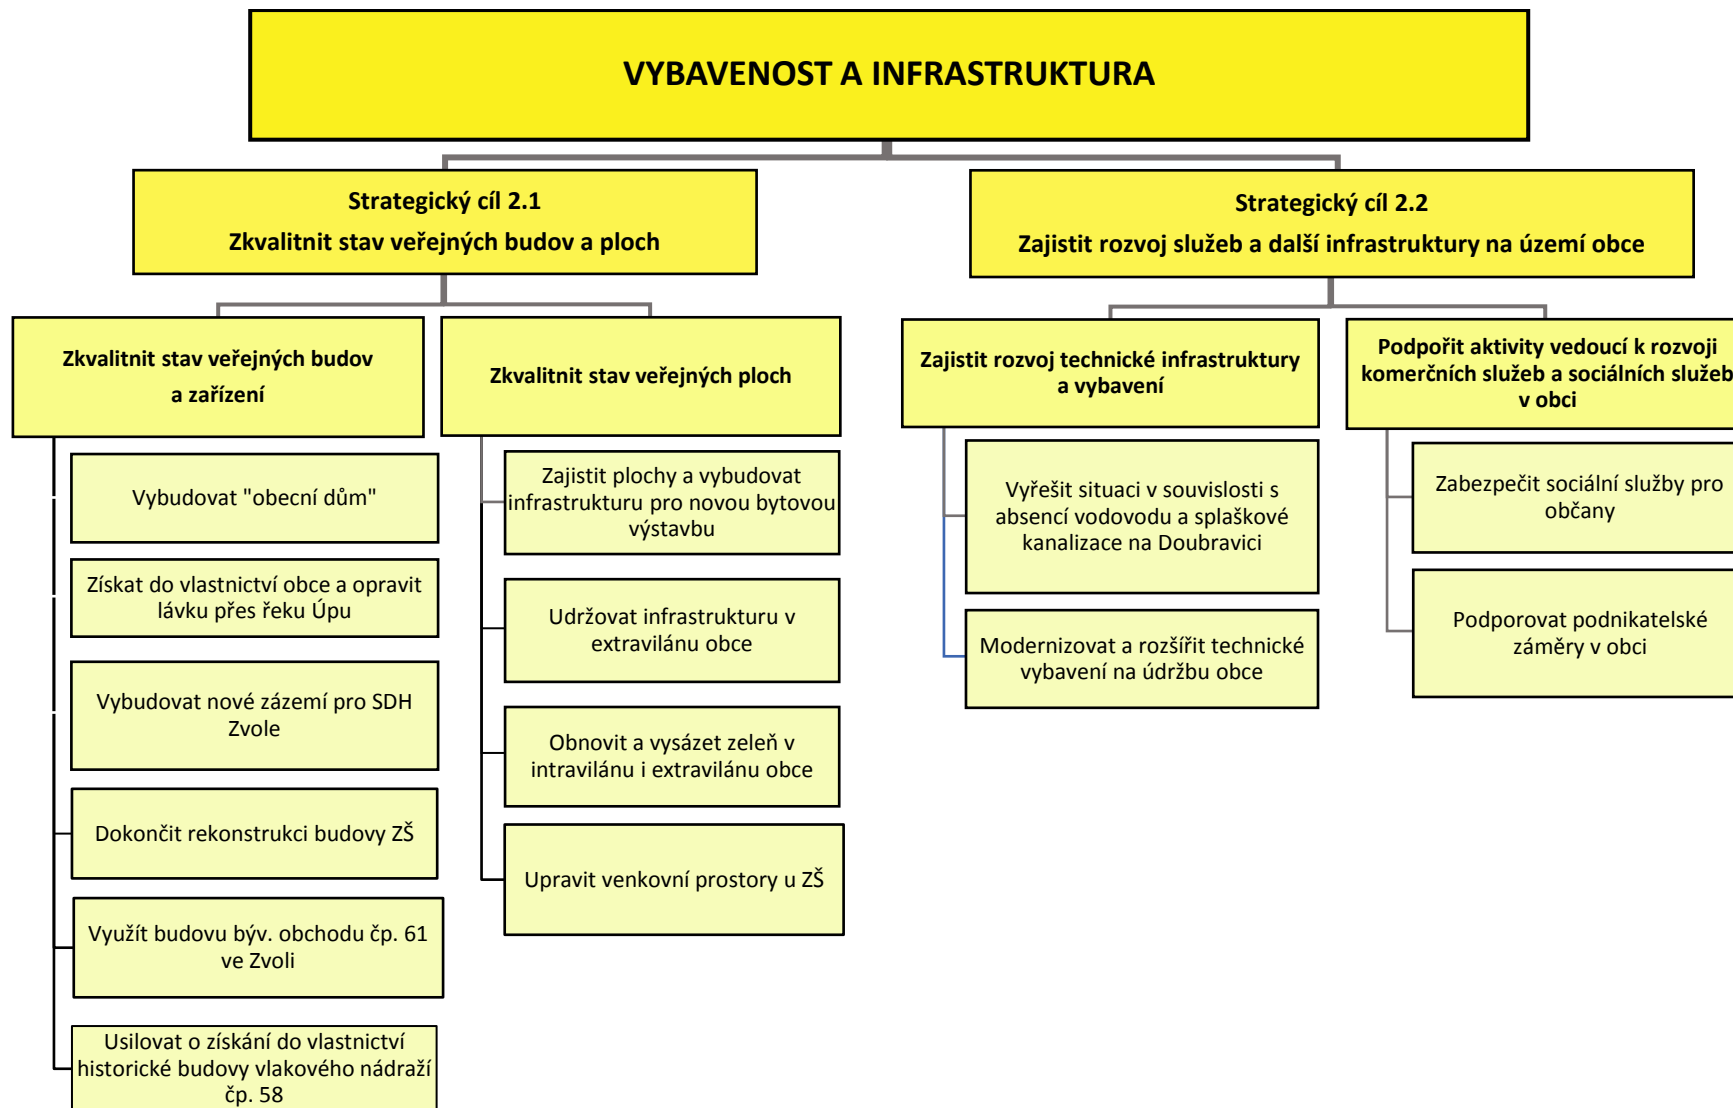 VYBAVENOST A INFRASTRUKTURA
Strategický cíl 2.1
Zkvalitnit stav veřejných budov a ploch
Strategický cíl 2.2
Zajistit rozvoj služeb a další infrastruktury na území obce
Zkvalitnit stav veřejných budov
a zařízení
Zkvalitnit stav veřejných ploch
Zajistit rozvoj technické infrastruktury
a vybavení
Podpořit aktivity vedoucí k rozvoji
komerčních služeb a sociálních služeb
v obci
Vybudovat "obecní dům"
Získat do vlastnictví obce a opravit
lávku přes řeku Úpu
Vybudovat nové zázemí pro SDH
Zvole
Dokončit rekonstrukci budovy ZŠ
Využít budovu býv. obchodu čp. 61
ve Zvoli
Usilovat o získání do vlastnictví
historické budovy vlakového nádraží
čp. 58
Zajistit plochy a vybudovat
infrastrukturu pro novou bytovou
výstavbu
Udržovat infrastrukturu v
extravilánu obce
Obnovit a vysázet zeleň v
intravilánu i extravilánu obce
Upravit venkovní prostory u ZŠ
Vyřešit situaci v souvislosti s
absencí vodovodu a splaškové
kanalizace na Doubravici
Modernizovat a rozšířit technické
vybavení na údržbu obce
Zabezpečit sociální služby pro
občany
Podporovat podnikatelské
záměry v obci